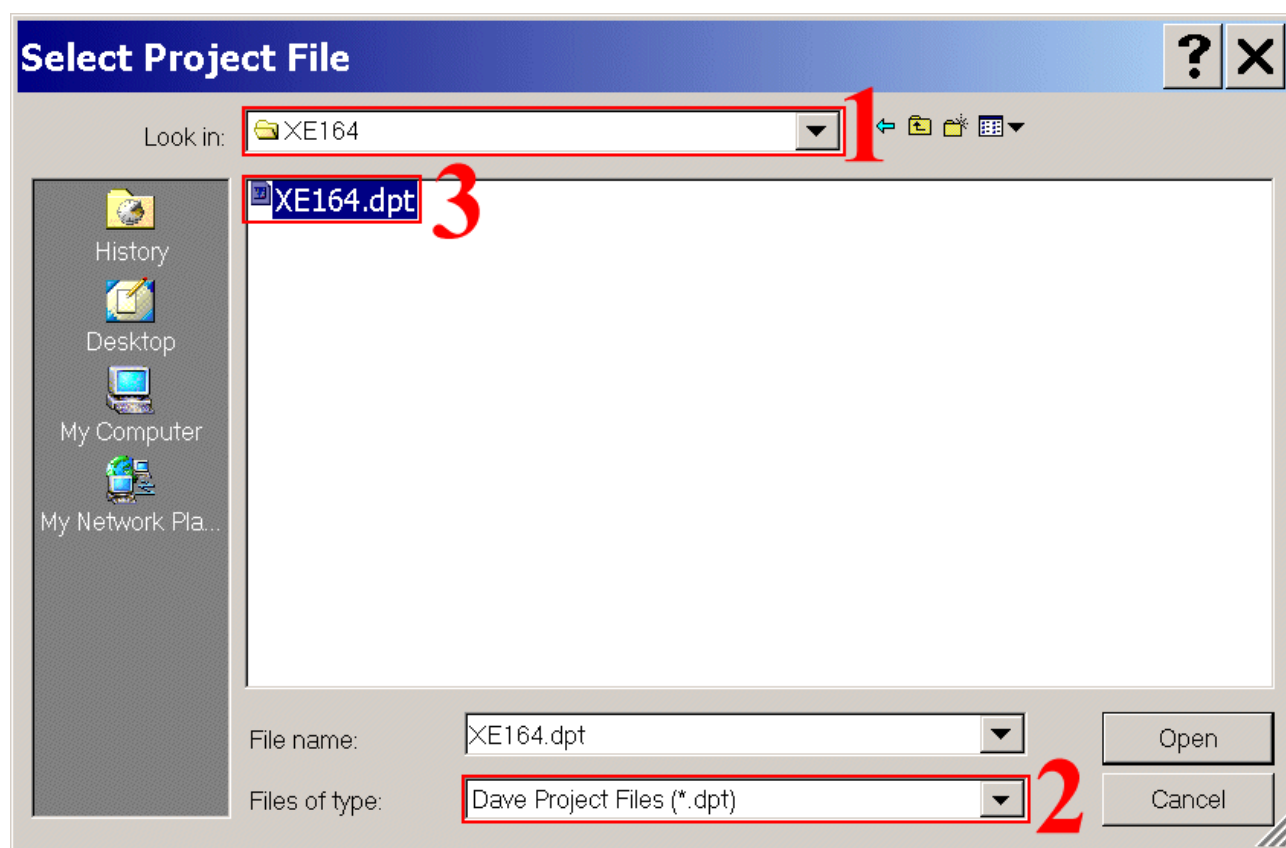 Select Project File
Look in:
XE164
1
XE164.dpt
3
History
Desktop
My Computer
My Network Pla...
File name:
XE164.dpt
Open
Files of type:
Dave Project Files (*.dpt)
2
Cancel